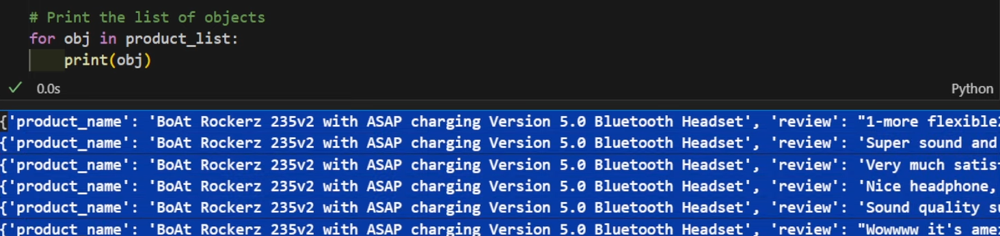 # Print the list of objects
for obj in product_list:
print(obj)
0.0s
Python
{'product_name': 'BoAt Rockerz 235v2 with ASAP charging Version 5.0 Bluetooth Headset', 'review': "1-more
{'product_name': 'BoAt Rockerz 235v2 with ASAP charging Version 5.0 Bluetooth Headset', 'review': 'Super sound and
{'product_name': 'BoAt Rockerz 235v2 with ASAP charging Version 5.0 Bluetooth Headset', 'review': 'Very much
{'product_name': 'BoAt Rockerz 235v2 with ASAP charging Version 5.0 Bluetooth Headset', 'review': 'Nice headphone,
{'product_name': 'BoAt Rockerz 235v2 with ASAP charging Version 5.0 Bluetooth Headset', 'review': 'Sound quality
{'product_name': 'BoAt Rockerz 235v2 with ASAP charging Version 5.0 Bluetooth Headset', 'review': "Wowwww it's